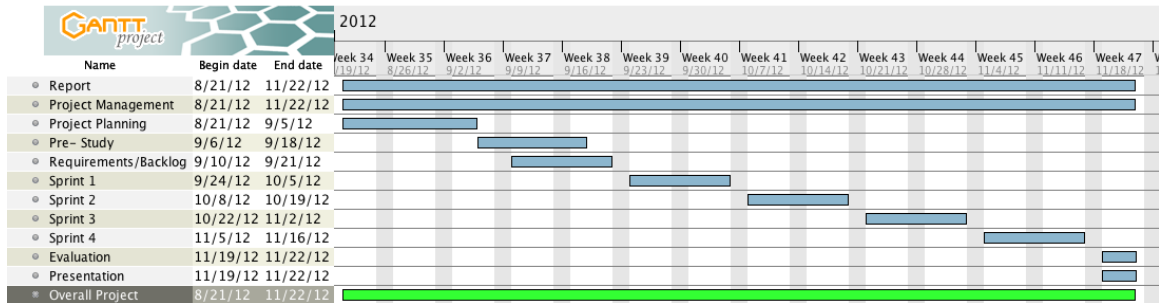 GANTT
project
2012
Week 34 Week 35 Week 36 Week 37 Week 38 Week 39 Week 40 Week 41 Week 42 Week 43 Week 44 Week 45 Week 46 Week 47
/19/12 8/26/12 9/2/12 9/9/12 9/16/12 9/23/12 9/30/12 10/7/12 10/14/12 10/21/12 10/28/12 11/4/12 11/11/12 11/18/12
Name Begin date End date
Report 8/21/12 11/22/12
Project Management 8/21/12 11/22/12
Project Planning 8/21/12 9/5/12
Pre- Study 9/6/12 9/18/12
Requirements/Backlog 9/10/12 9/21/12
Sprint 1 9/24/12 10/5/12
Sprint 2 10/8/12 10/19/12
Sprint 3 10/22/12 11/2/12
Sprint 4 11/5/12 11/16/12
Evaluation 11/19/12 11/22/12
Presentation 11/19/12 11/22/12
Overall Project 8/21/12 11/22/12